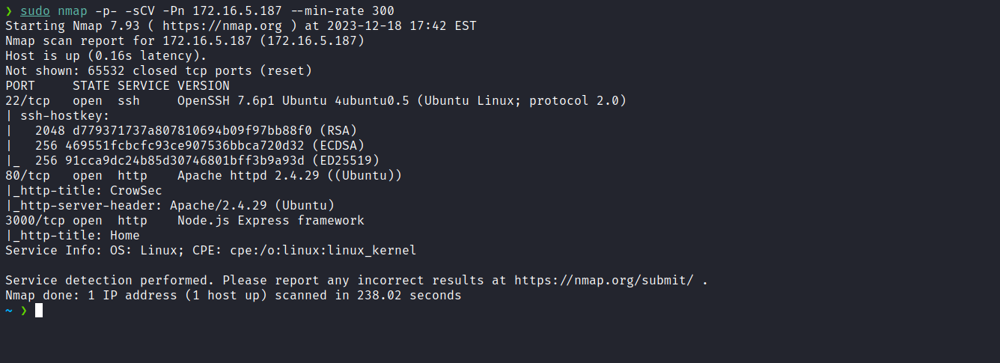 ❯ sudo nmap -p- -sCV -Pn 172.16.5.187 --min-rate 300
Starting Nmap 7.93 ( https://nmap.org ) at 2023-12-18 17:42 EST
Nmap scan report for 172.16.5.187 (172.16.5.187)
Host is up (0.16s latency).
Not shown: 65532 closed tcp ports (reset)
PORT     STATE SERVICE VERSION
22/tcp   open  ssh     OpenSSH 7.6p1 Ubuntu 4ubuntu0.5 (Ubuntu Linux; protocol 2.0)
| ssh-hostkey:
|   2048 d779371737a807810694b09f97bb88f0 (RSA)
|   256 469551fcbcfc93ce907536bbca720d32 (ECDSA)
|_  256 91cca9dc24b85d30746801bff3b9a93d (ED25519)
80/tcp   open  http    Apache httpd 2.4.29 ((Ubuntu))
|_http-title: CrowSec
|_http-server-header: Apache/2.4.29 (Ubuntu)
3000/tcp open  http    Node.js Express framework
|_http-title: Home
Service Info: OS: Linux; CPE: cpe:/o:linux:linux_kernel
Service detection performed. Please report any incorrect results at https://nmap.org/submit/ .
Nmap done: 1 IP address (1 host up) scanned in 238.02 seconds
~ ❯